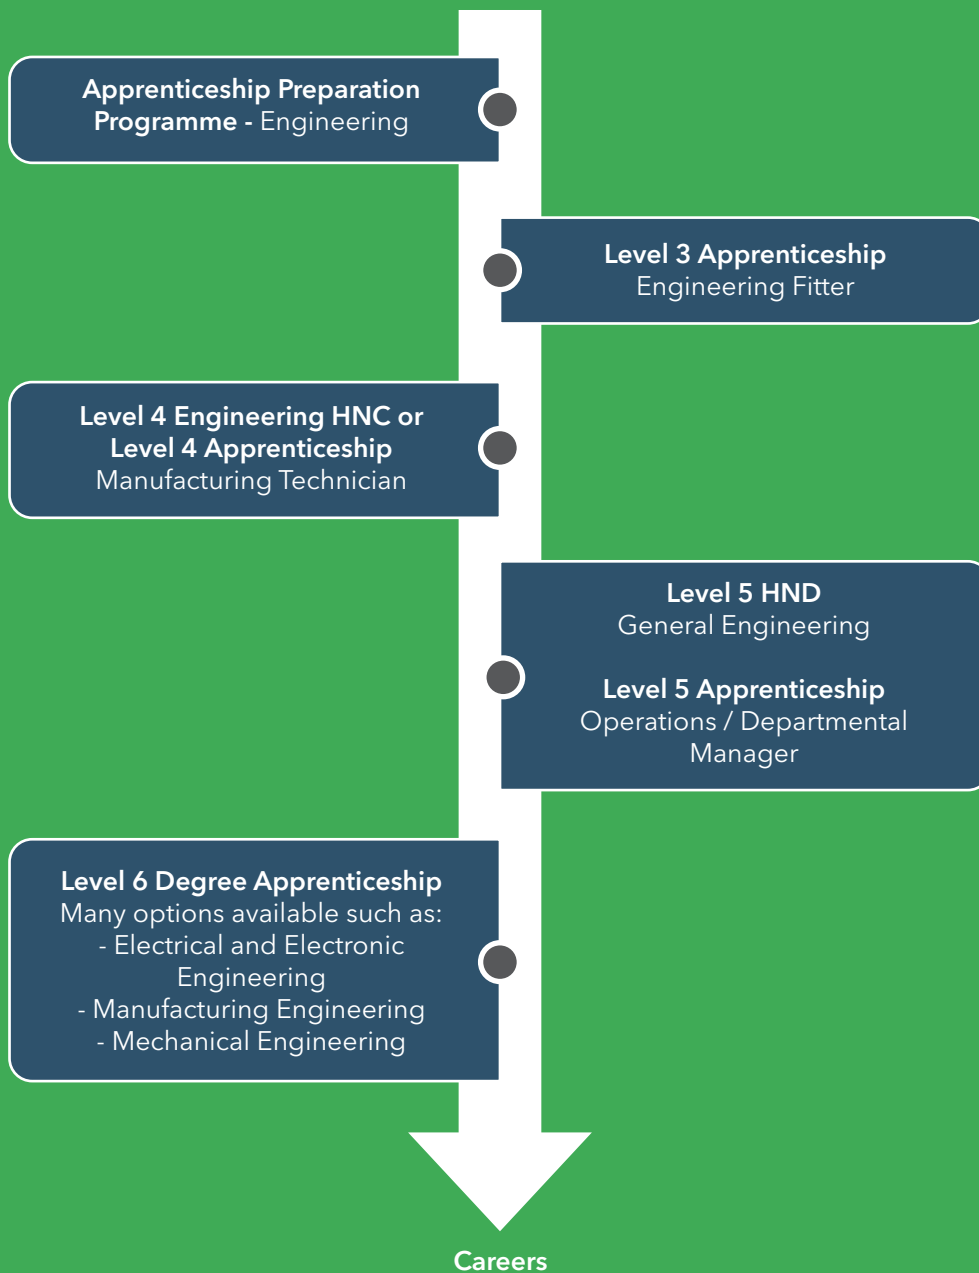 Apprenticeship Preparation
Programme - Engineering
Level 3 Apprenticeship
Engineering Fitter
Level 4 Engineering HNC or
Level 4 Apprenticeship
Manufacturing Technician
Level 5 HND
General Engineering
Level 5 Apprenticeship
Operations / Departmental
Manager
Level 6 Degree Apprenticeship
Many options available such as:
- Electrical and Electronic
Engineering
- Manufacturing Engineering
- Mechanical Engineering
Careers